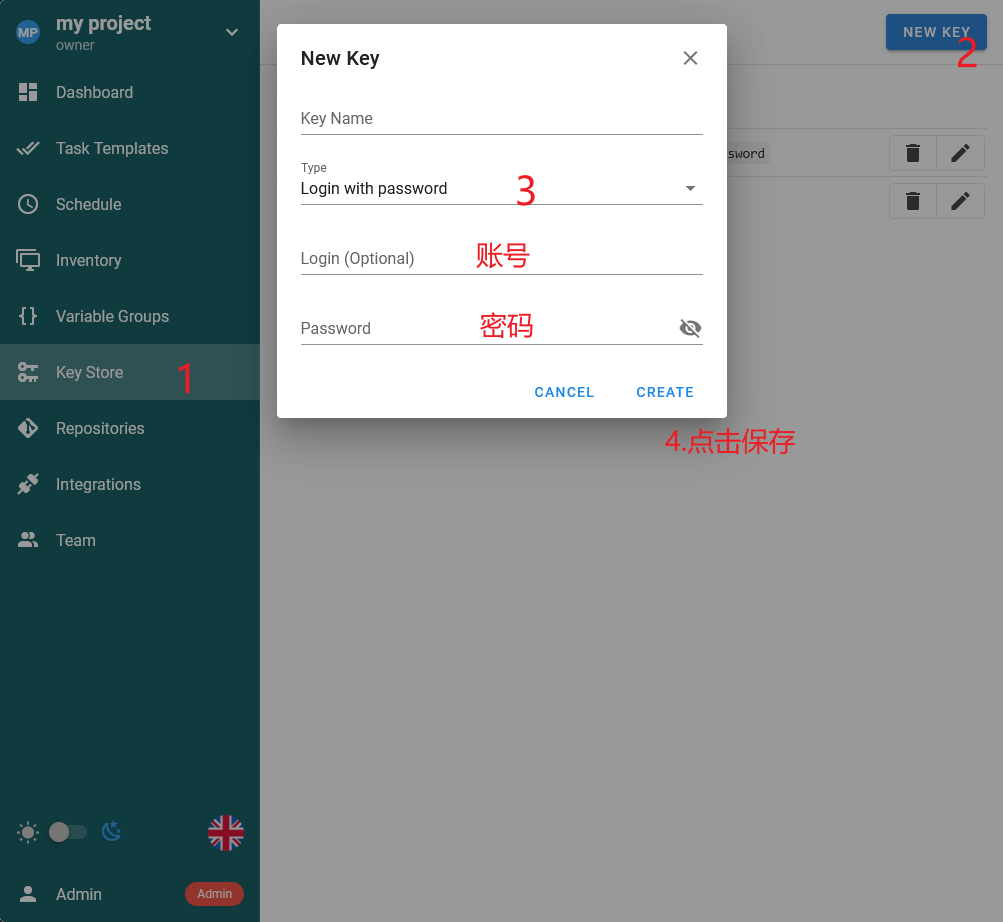 MP
my project
owner
Dashboard
Task Templates
Schedule
Inventory
Variable Groups
Key Store
1
Repositories
Integrations
Team
Admin
Admin
NEW KEY
2
New Key
Key Name
Type
Login with password
3
Login (Optional)
账号
Password
密码
CANCEL
CREATE
4.点击保存
sword